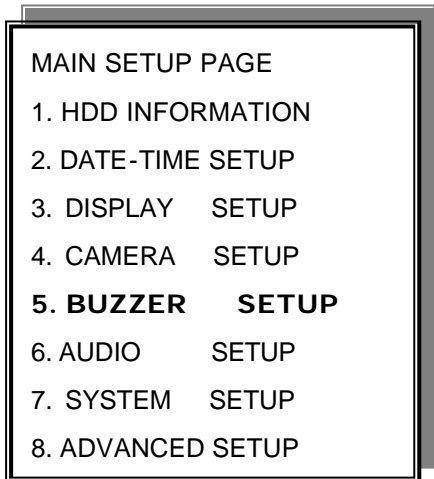 MAIN SETUP PAGE
1. HDD INFORMATION
2. DATE-TIME SETUP
3. DISPLAY SETUP
4. CAMERA SETUP
5. BUZZER SETUP
6. AUDIO SETUP
7. SYSTEM SETUP
8. ADVANCED SETUP